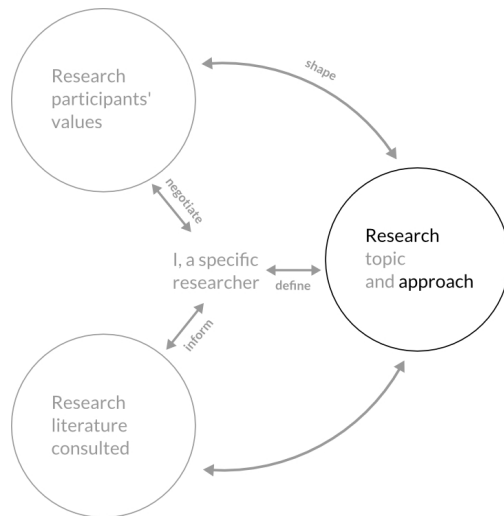 Research
participants'
values
shape
negotiate
I, a specific
researcher
define
Research
topic
and approach
inform
Research
literature
consulted